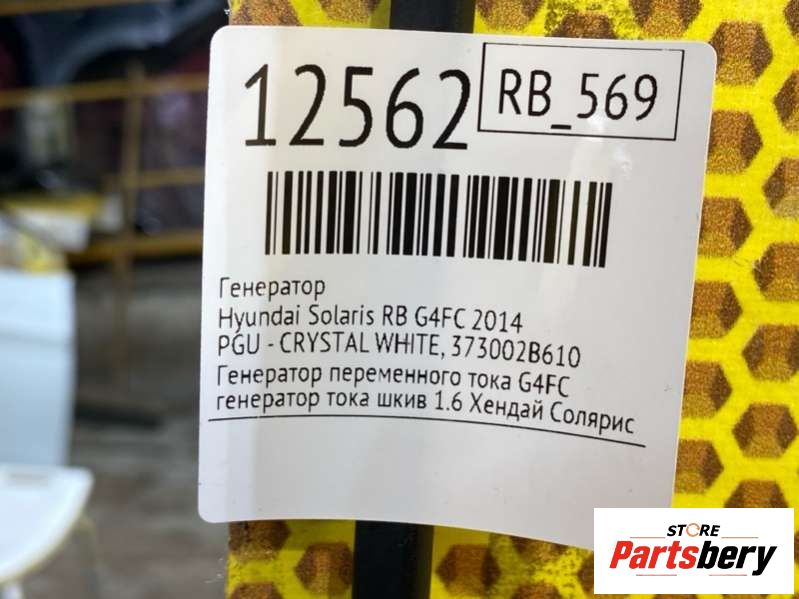 12562
RB_569
Генератор
Hyundai Solaris RB G4FC 2014
PGU - CRYSTAL WHITE, 373002B610
Генератор переменного тока G4FC
генератор тока шкив 1.6 Хендай Солярис
STORE
Partsbery